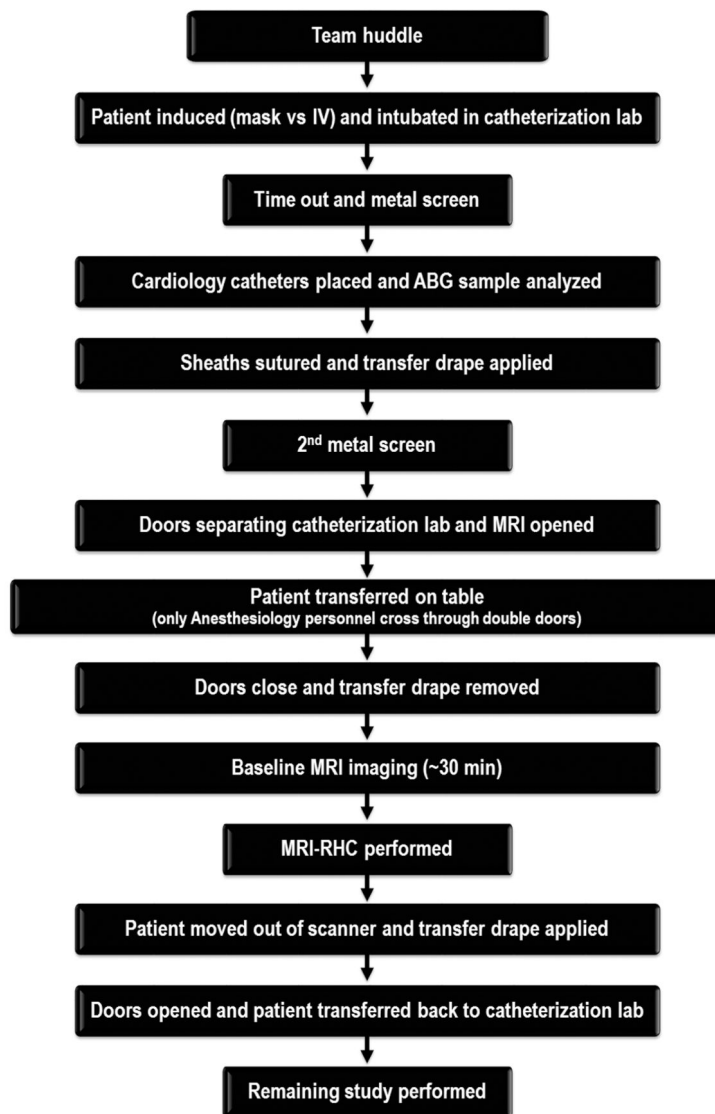 Team huddle
Patient induced (mask vs IV) and intubated in catheterization lab
Time out and metal screen
Cardiology catheters placed and ABG sample analyzed
Sheaths sutured and transfer drape applied
2nd metal screen
Doors separating catheterization lab and MRI opened
Patient transferred on table
(only Anesthesiology personnel cross through double doors)
Doors close and transfer drape removed
Baseline MRI imaging (~30 min)
MRI-RHC performed
Patient moved out of scanner and transfer drape applied
Doors opened and patient transferred back to catheterization lab
Remaining study performed